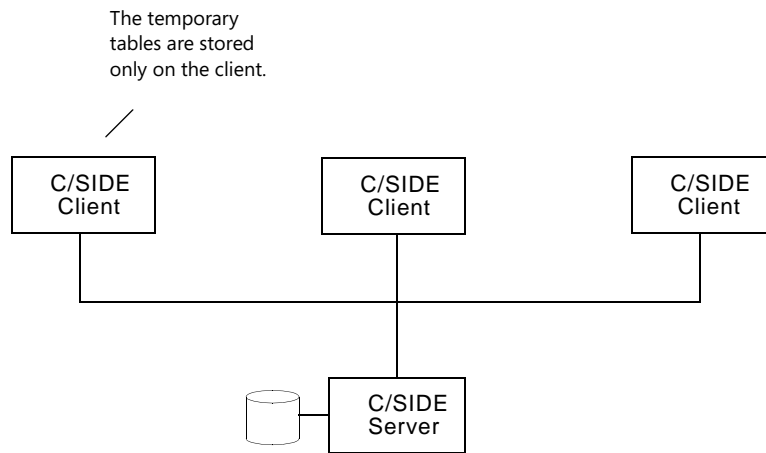 The temporary
tables are stored
only on the client.
C/SIDE
Client
C/SIDE
Client
C/SIDE
Client
C/SIDE
Server